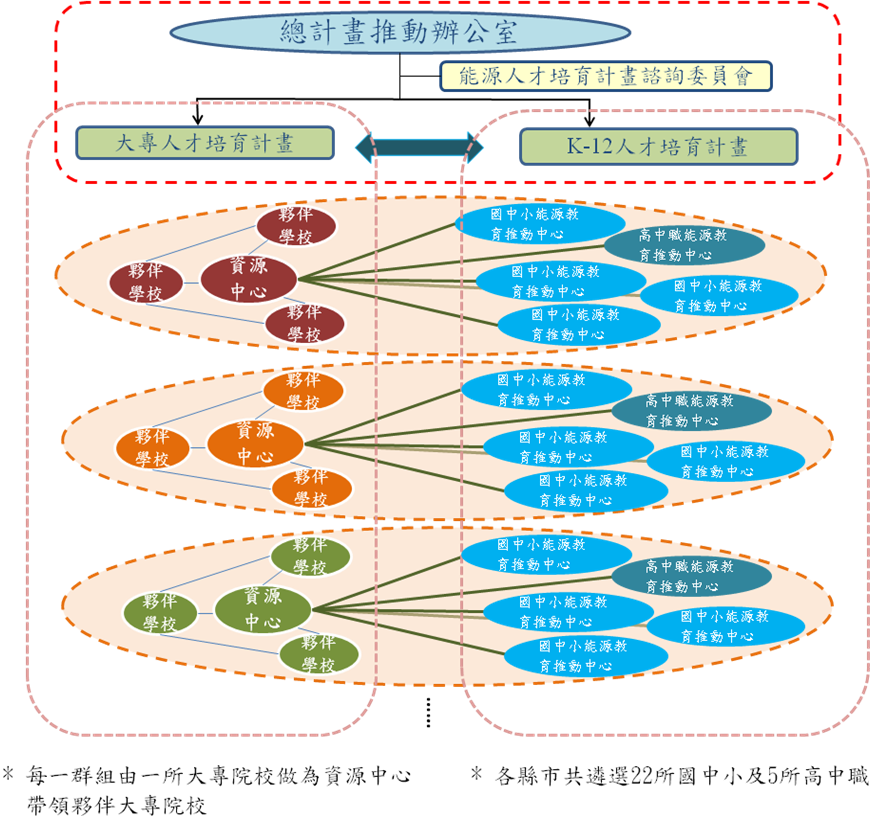 總計畫推動辦公室
能源人才培育計畫諮詢委員會
大專人才培育計畫
K-12人才培育計畫
夥伴
學校
夥伴
學校
資源
中心
夥伴
學校
國中小能源教
育推動中心
高中職能源教
育推動中心
國中小能源教
育推動中心
國中小能源教
育推動中心
國中小能源教
育推動中心
夥伴
學校
夥伴
學校
資源
中心
夥伴
學校
國中小能源教
育推動中心
高中職能源教
育推動中心
國中小能源教
育推動中心
國中小能源教
育推動中心
國中小能源教
育推動中心
夥伴
學校
夥伴
學校
資源
中心
夥伴
學校
國中小能源教
育推動中心
高中職能源教
育推動中心
國中小能源教
育推動中心
國中小能源教
育推動中心
國中小能源教
育推動中心
* 每一群組由一所大專院校做為資源中心
帶領夥伴大專院校
* 各縣市共遴選22所國中小及5所高中職